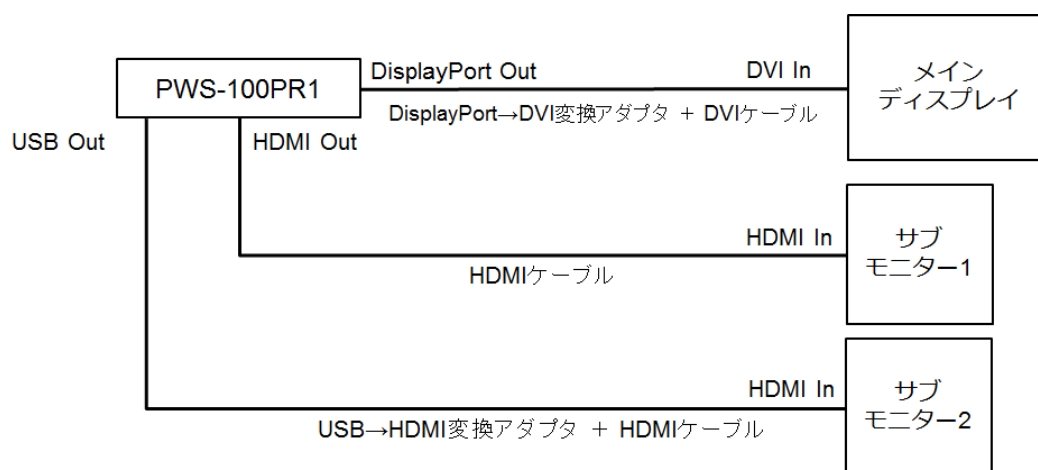 PWS-100PR1
DisplayPort Out
DVI In
メイン
ディスプレイ
DisplayPort→DVI変換アダプタ + DVIケーブル
USB Out
HDMI Out
HDMI In
サブ
モニター1
HDMIケーブル
HDMI In
サブ
モニター2
USB→HDMI変換アダプタ + HDMIケーブル